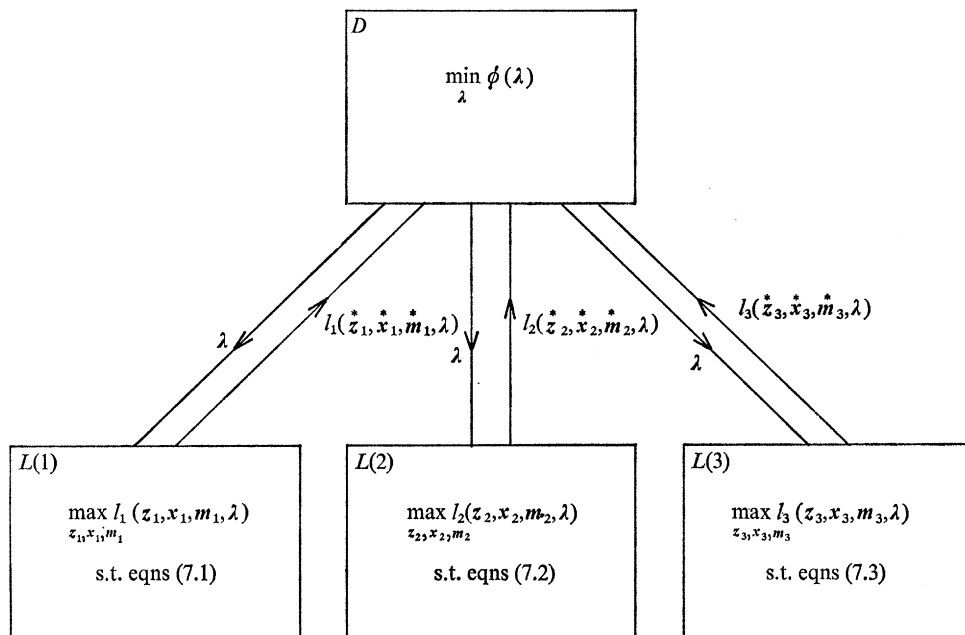 D
min ϕ(λ)
λ
l₁(z*₁,x*₁,m*₁,λ)
λ
l₂(z*₂,x*₂,m*₂,λ)
λ
l₃(z*₃,x*₃,m*₃,λ)
λ
L(1)
max l₁(z₁,x₁,m₁,λ)
z₁,x₁,m₁
s.t. eqns (7.1)
L(2)
max l₂(z₂,x₂,m₂,λ)
z₂,x₂,m₂
s.t. eqns (7.2)
L(3)
max l₃(z₃,x₃,m₃,λ)
z₃,x₃,m₃
s.t. eqns (7.3)